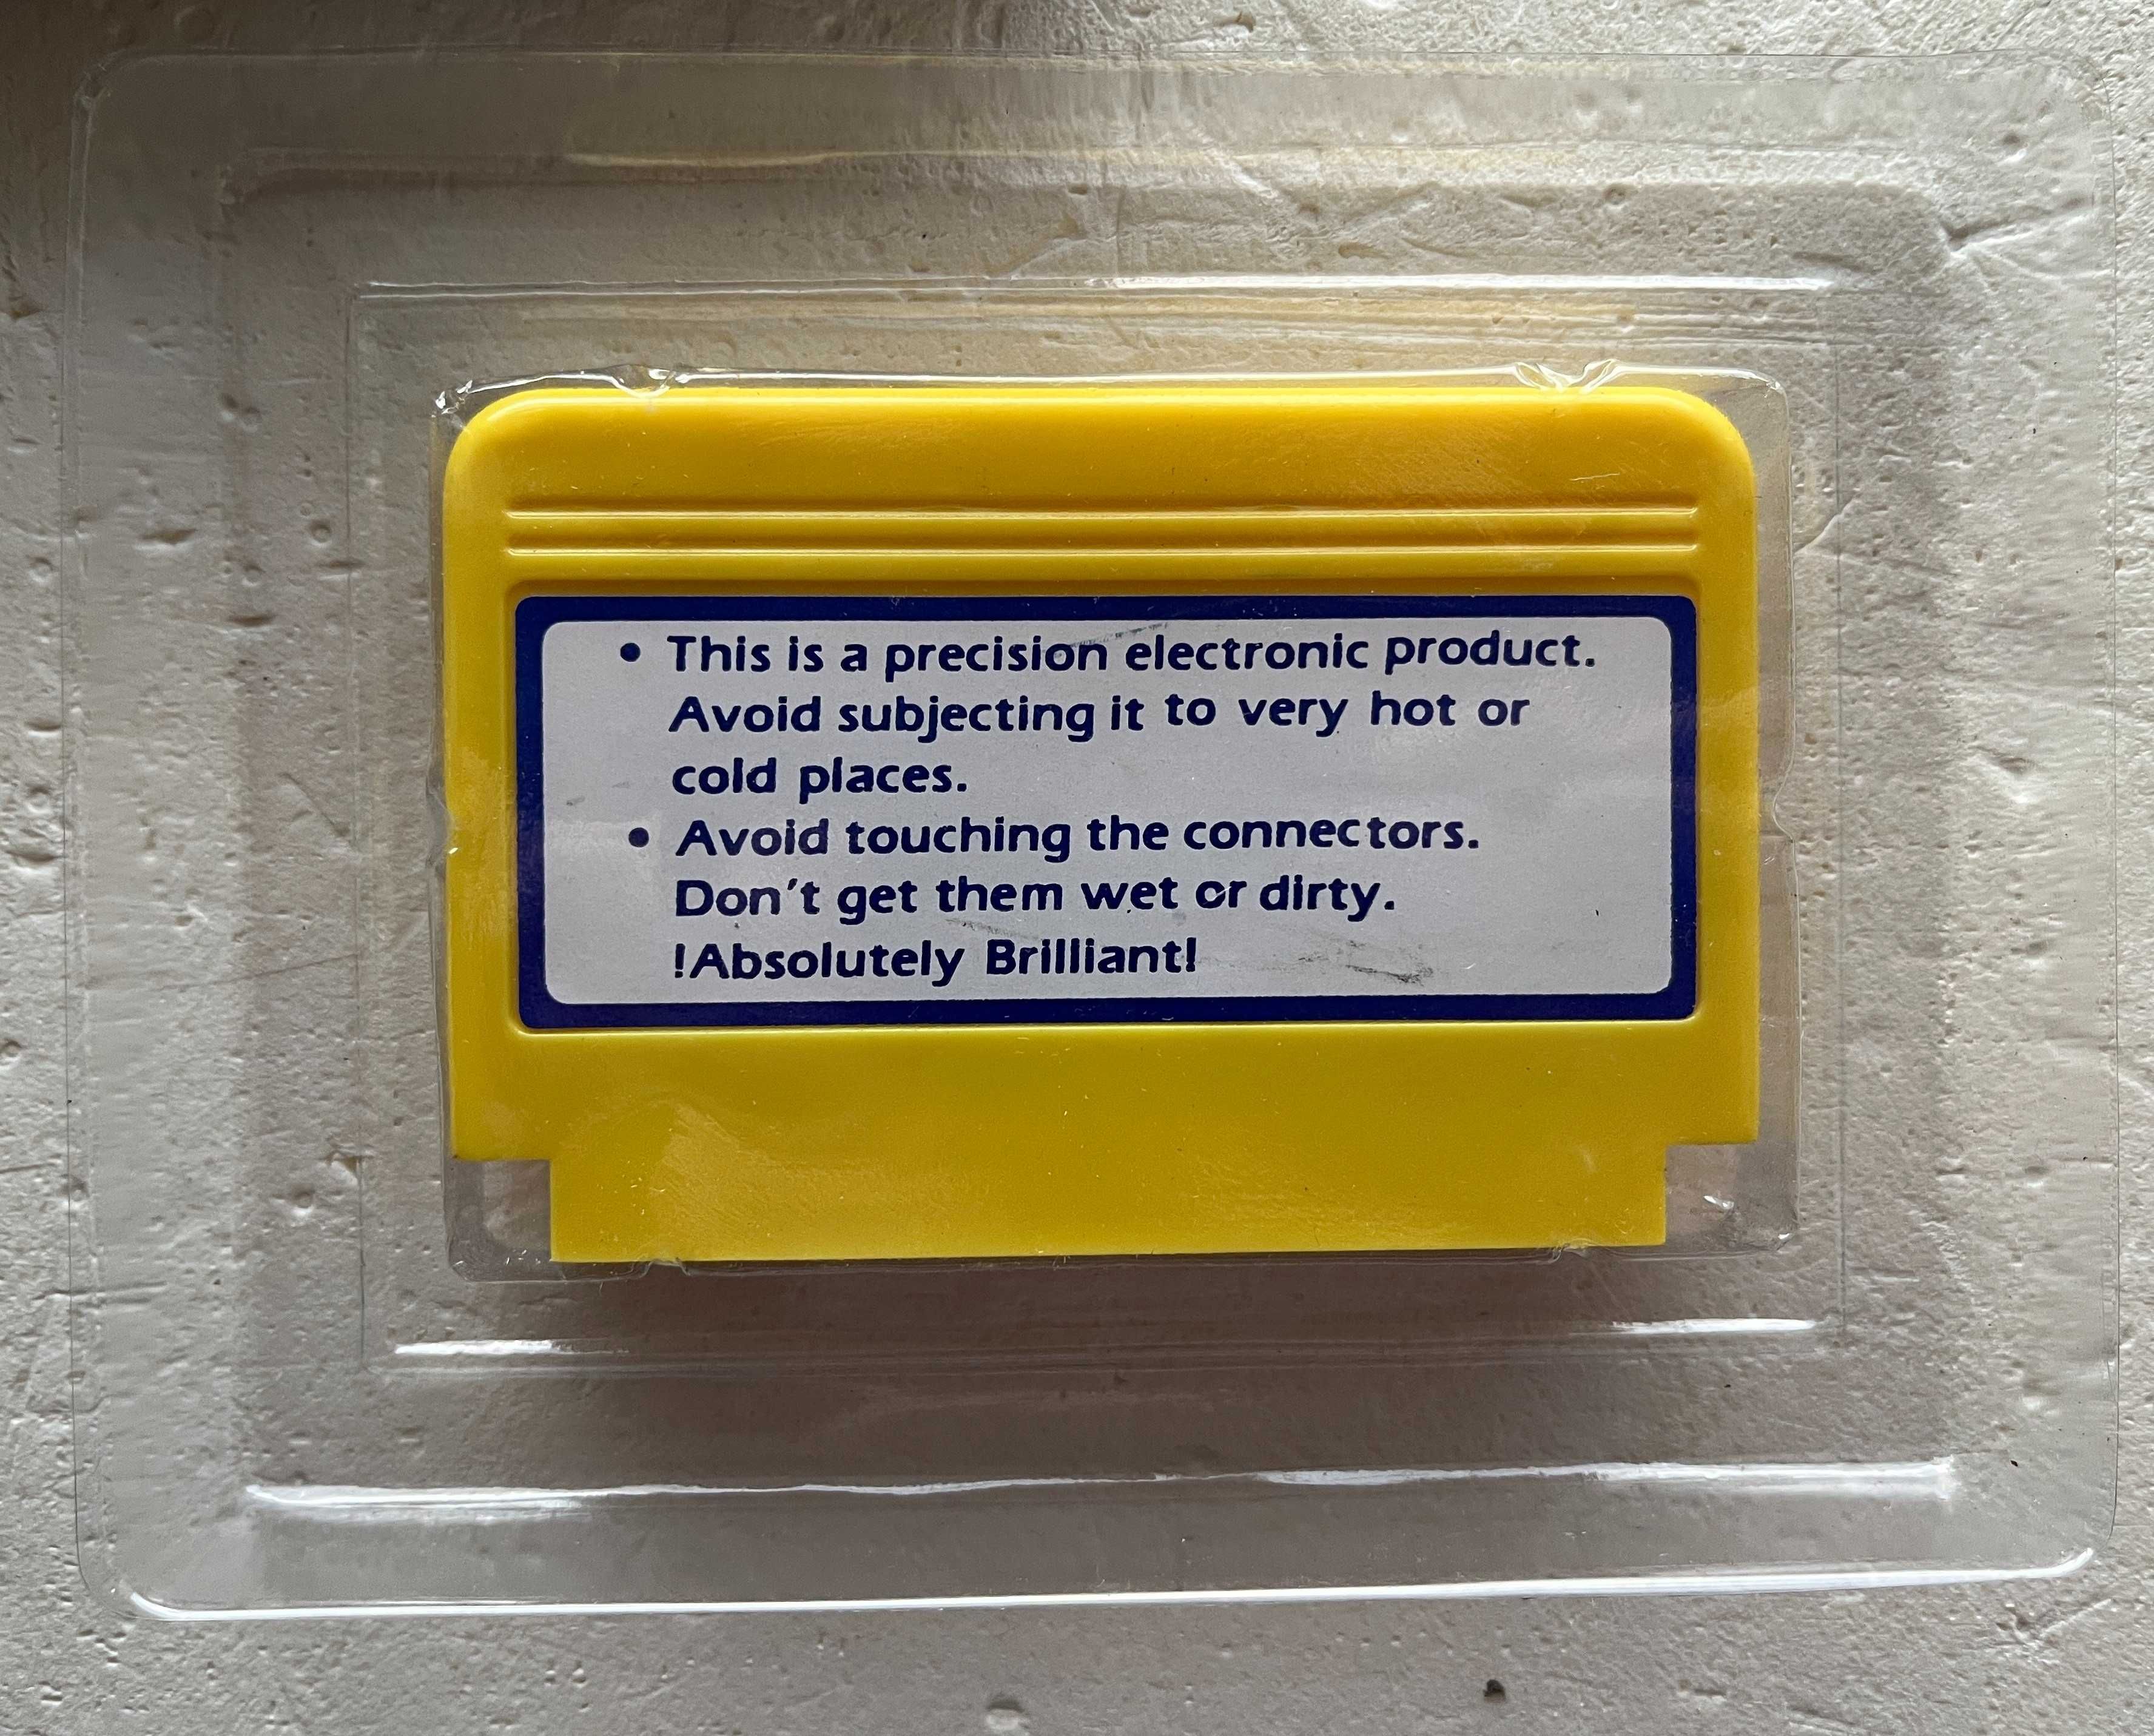 • This is a precision electronic product.
Avoid subjecting it to very hot or
cold places.
• Avoid touching the connectors.
Don't get them wet or dirty.
!Absolutely Brilliant!